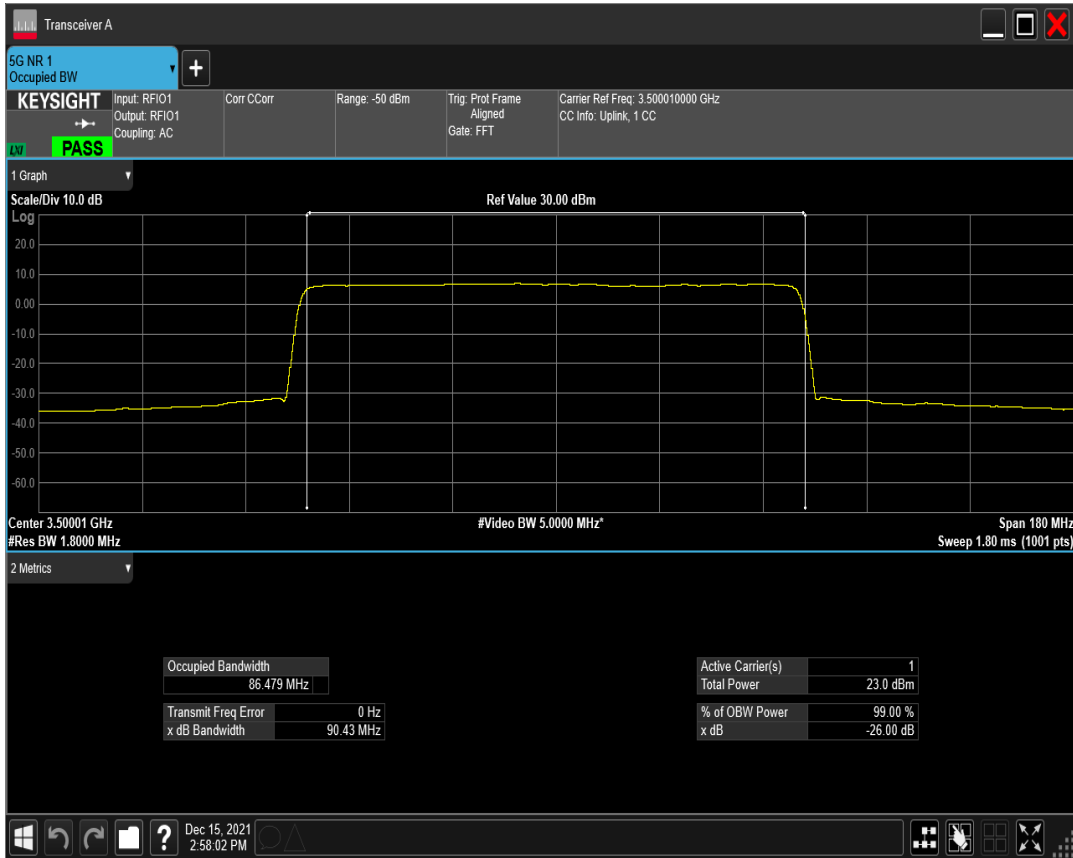 Transceiver A
5G NR 1
Occupied BW
KEYSIGHT
LXI
PASS
Input: RFIO1
Output: RFIO1
Coupling: AC
Corr CCorr
Range: -50 dBm
Trig: Prot Frame
Aligned
Gate: FFT
Carrier Ref Freq: 3.500010000 GHz
CC Info: Uplink, 1 CC
1 Graph
Scale/Div 10.0 dB
Ref Value 30.00 dBm
Log
20.0
10.0
0.00
-10.0
-20.0
-30.0
-40.0
-50.0
-60.0
Center 3.50001 GHz
#Video BW 5.0000 MHz*
Span 180 MHz
#Res BW 1.8000 MHz
Sweep 1.80 ms (1001 pts)
2 Metrics
Occupied Bandwidth
86.479 MHz
Transmit Freq Error 0 Hz
x dB Bandwidth 90.43 MHz
Active Carrier(s) 1
Total Power 23.0 dBm
% of OBW Power 99.00 %
x dB -26.00 dB
?
Dec 15, 2021
2:58:02 PM